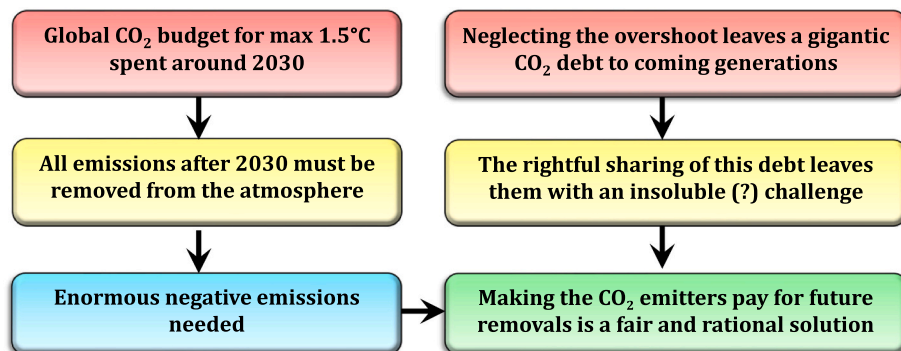 Global CO₂ budget for max 1.5°C
spent around 2030
All emissions after 2030 must be
removed from the atmosphere
Enormous negative emissions
needed
Neglecting the overshoot leaves a gigantic
CO₂ debt to coming generations
The rightful sharing of this debt leaves
them with an insoluble (?) challenge
Making the CO₂ emitters pay for future
removals is a fair and rational solution